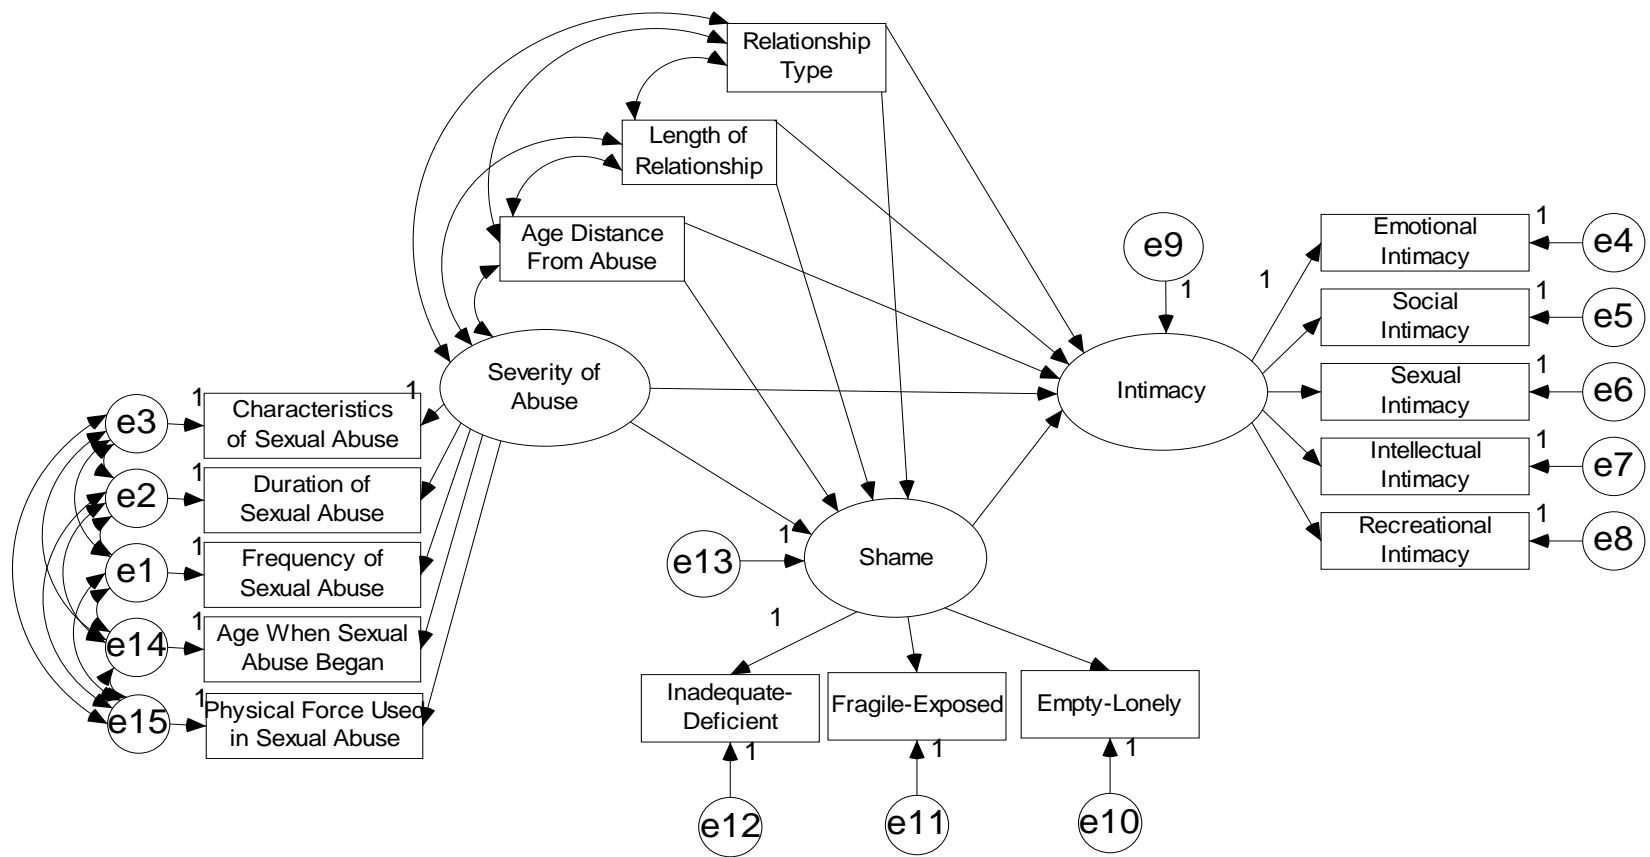 Relationship
Type
Length of
Relationship
Age Distance
From Abuse
Severity of
Abuse
e9
1
Intimacy
1
Emotional
Intimacy
1
e4
Social
Intimacy
1
e5
Sexual
Intimacy
1
e6
Intellectual
Intimacy
1
e7
Recreational
Intimacy
1
e8
e3
1
Characteristics
of Sexual Abuse
1
e2
1
Duration of
Sexual Abuse
e1
1
Frequency of
Sexual Abuse
e14
1
Age When Sexual
Abuse Began
e15
1
Physical Force Used
in Sexual Abuse
e13
1
Shame
1
Inadequate-
Deficient
Fragile-Exposed
Empty-Lonely
1
1
1
e12
e11
e10